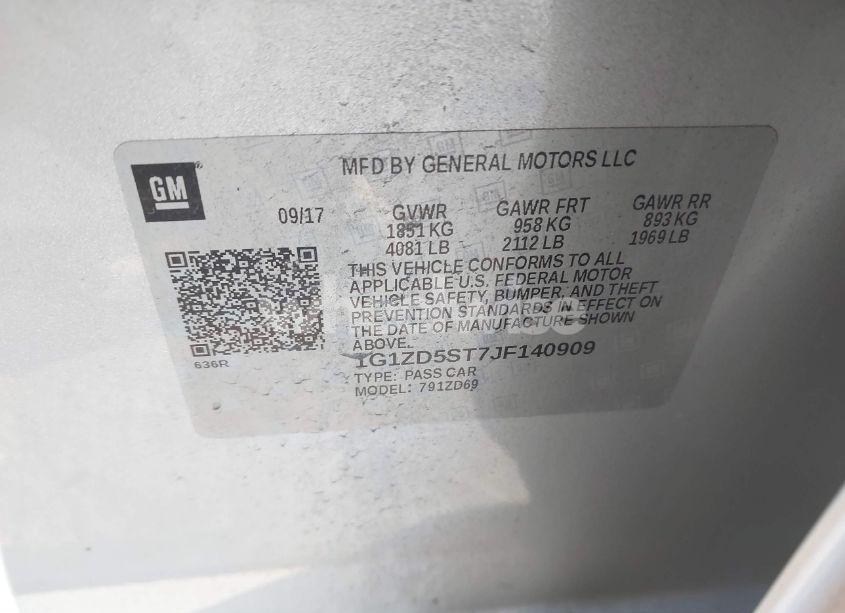 GM
MFD BY GENERAL MOTORS LLC
09/17
GVWR
1851 KG
4081 LB
GAWR FRT
958 KG
2112 LB
GAWR RR
893 KG
1969 LB
THIS VEHICLE CONFORMS TO ALL
APPLICABLE U.S. FEDERAL MOTOR
VEHICLE SAFETY, BUMPER, AND THEFT
PREVENTION STANDARDS IN EFFECT ON
THE DATE OF MANUFACTURE SHOWN
ABOVE.
1G1ZD5ST7JF140909
TYPE: PASS CAR
MODEL: 791ZD69
636R